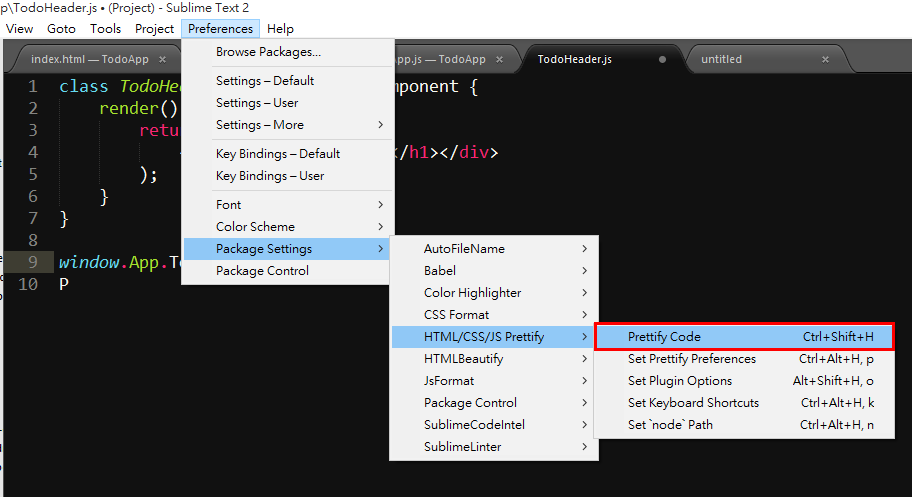 p\TodoHeader.js • (Project) - Sublime Text 2
View Goto Tools Project Preferences Help
index.html — TodoApp ×
App.js — TodoApp ×
TodoHeader.js
untitled ×
Browse Packages...
Settings – Default
Settings – User
Settings – More
Key Bindings – Default
Key Bindings – User
Font
Color Scheme
Package Settings
Package Control
AutoFileName
Babel
Color Highlighter
CSS Format
HTML/CSS/JS Prettify
HTMLBeautify
JsFormat
Package Control
SublimeCodeIntel
SublimeLinter
Prettify Code Ctrl+Shift+H
Set Prettify Preferences Ctrl+Alt+H, p
Set Plugin Options Alt+Shift+H, o
Set Keyboard Shortcuts Ctrl+Alt+H, k
Set `node` Path Ctrl+Alt+H, n
1 class TodoHe mponent {
2 render()
3 retu
4 </h1></div>
5 );
6 }
7 }
8
9 window.App.To
10 P